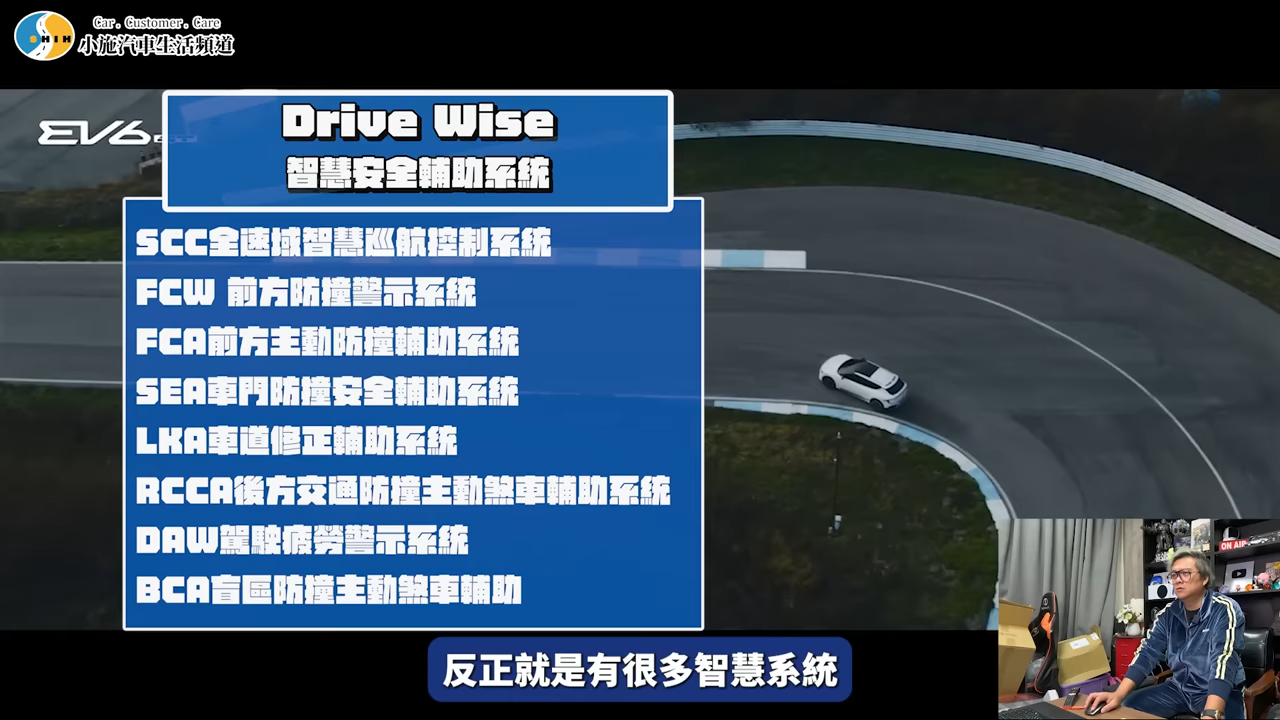 Car. Customer. Care
SHIH
小施汽車生活頻道
EV6
Drive Wise
智慧安全輔助系統
SCC全速域智慧巡航控制系統
FCW 前方防撞警示系統
FCA前方主動防撞輔助系統
SEA車門防撞安全輔助系統
LKA車道修正輔助系統
RCCA後方交通防撞主動煞車輔助系統
DAW駕駛疲勞警示系統
BCA盲區防撞主動煞車輔助
ON AIR
反正就是有很多智慧系統